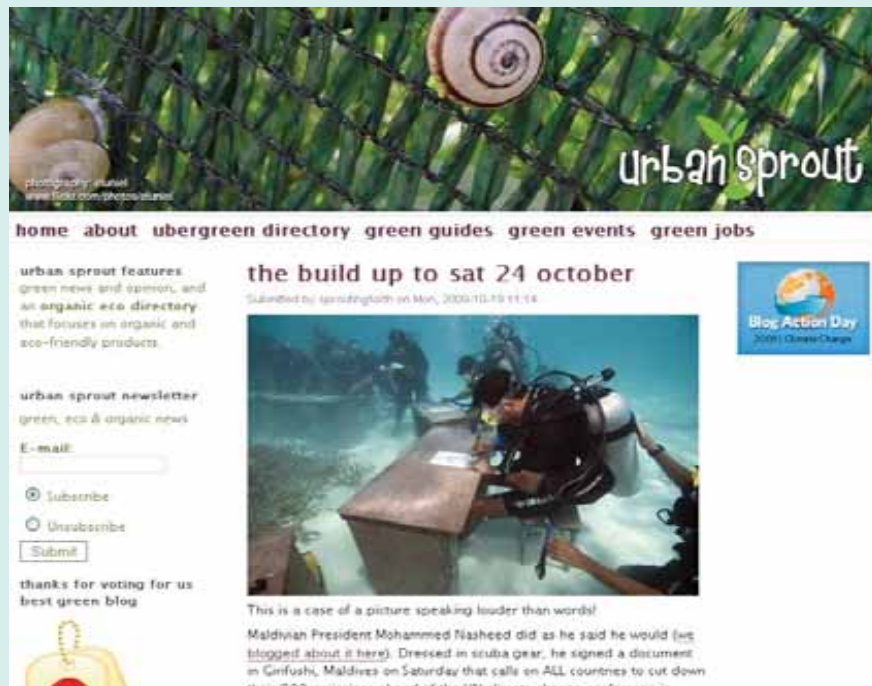 urban sprout
photography: eluniel
www.flickr.com/photos/eluniel
home about ubergreen directory green guides green events green jobs
urban sprout features
green news and opinion, and
an organic eco directory
that focuses on organic and
eco-friendly products.
urban sprout newsletter
green, eco & organic news
E-mail:
Subscribe
Unsubscribe
Submit
thanks for voting for us
best green blog
the build up to sat 24 october
Submitted by sproutingforth on Mon, 2009-10-19 11:14
This is a case of a picture speaking louder than words!
Maldivian President Mohammed Nasheed did as he said he would (we
blogged about it here). Dressed in scuba gear, he signed a document
in Girifushi, Maldives on Saturday that calls on ALL countries to cut down
Blog Action Day
2009 | Climate Change